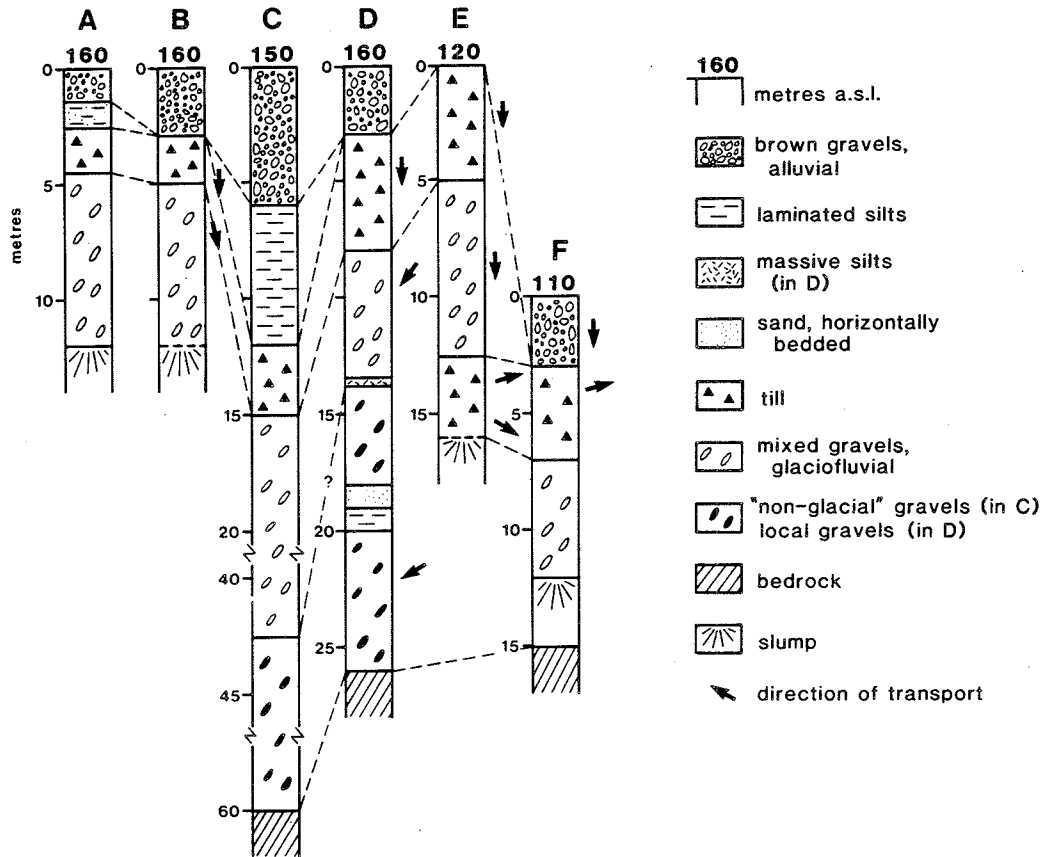 A B C D E F
160 160 150 160 120 110
metres
0
5
10
0
0
15
20
40
45
60
0
15
?
20
25
0
5
10
15
0
5
10
15
160
metres a.s.l.
brown gravels,
alluvial
laminated silts
massive silts
(in D)
sand, horizontally
bedded
till
mixed gravels,
glaciofluvial
"non-glacial" gravels (in C)
local gravels (in D)
bedrock
slump
direction of transport